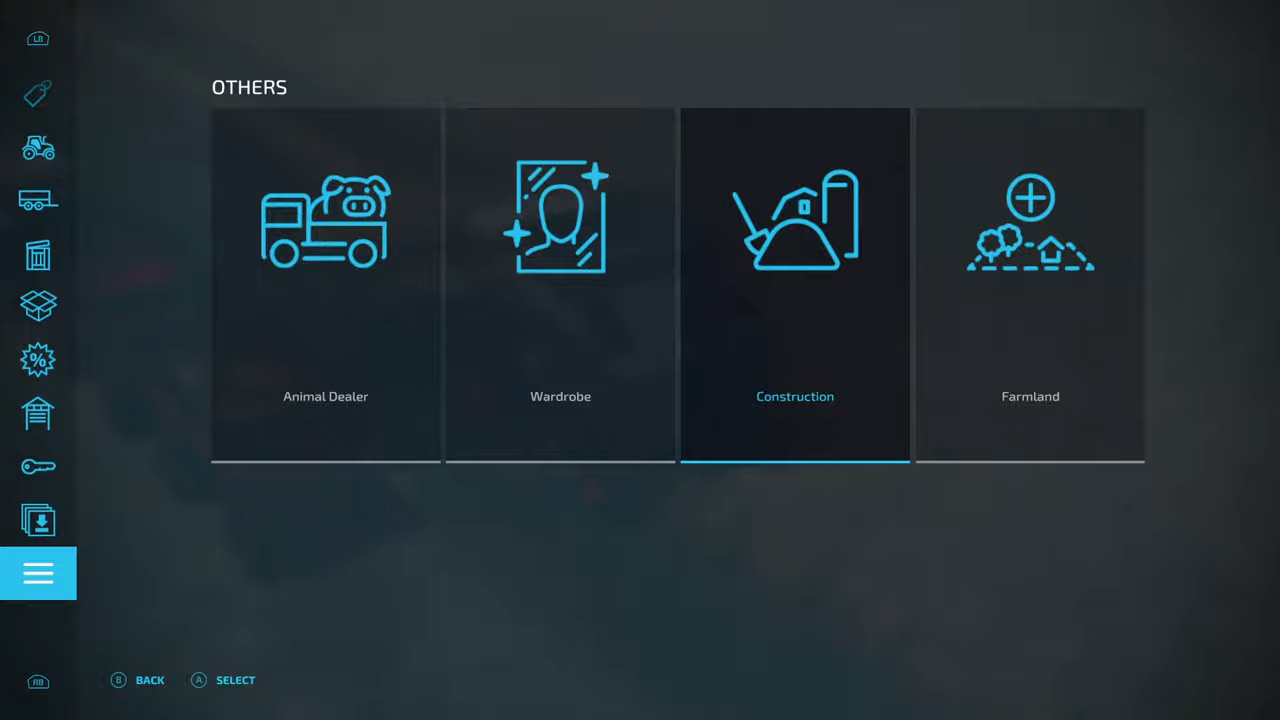 LB
OTHERS
%
Animal Dealer
Wardrobe
Construction
Farmland
RB
B BACK A SELECT